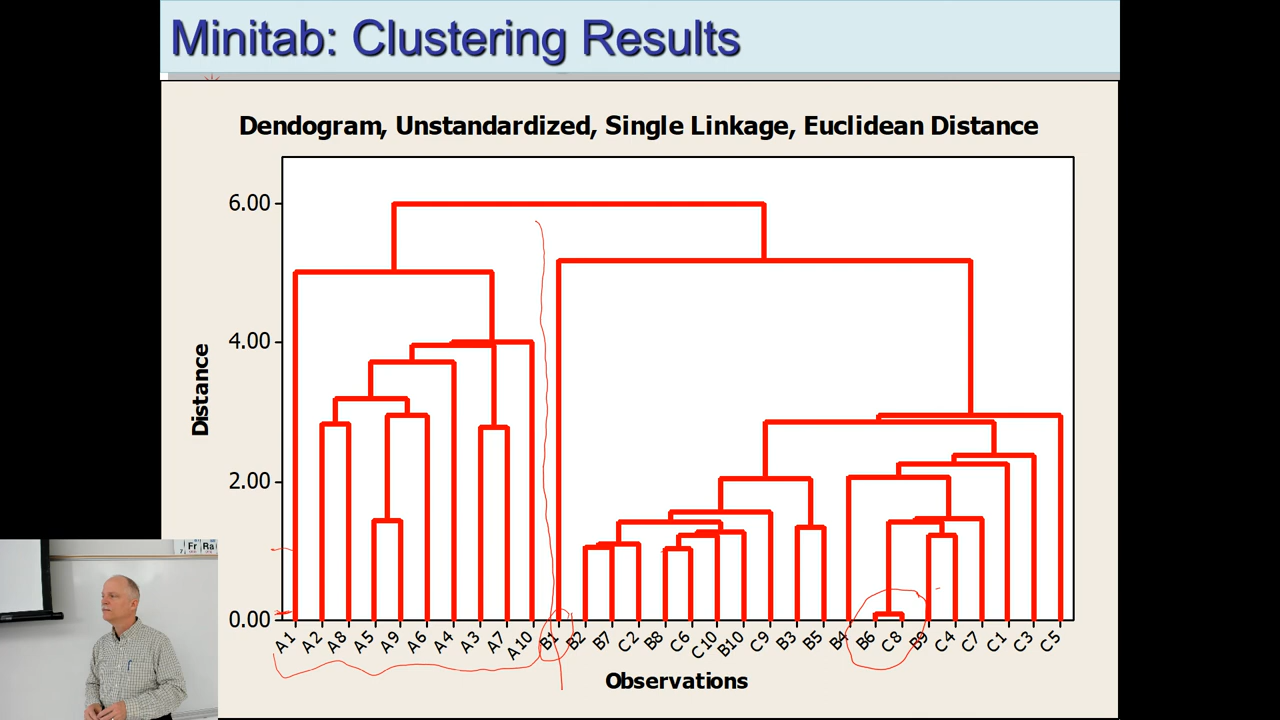 Minitab: Clustering Results
Dendogram, Unstandardized, Single Linkage, Euclidean Distance
6.00
4.00
2.00
0.00
Distance
A1 A2 A8 A5 A9 A6 A4 A3 A7 A10 B1 B2 B7 C2 B8 C6 C10 B10 C9 B3 B5 B4 B6 C8 B9 C4 C7 C1 C3 C5
Observations
Fr Ra